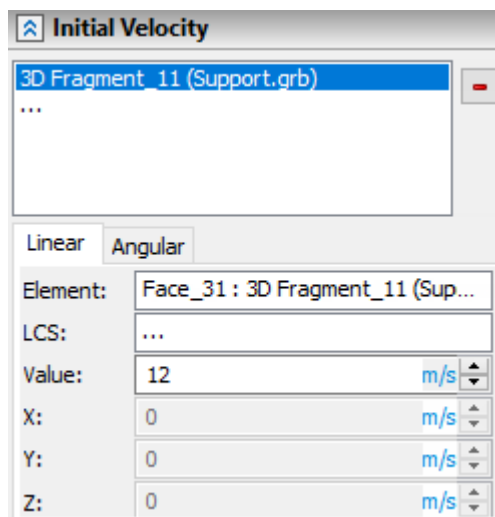 Initial Velocity
3D Fragment_11 (Support.grb)
...
Linear Angular
Element: Face_31 : 3D Fragment_11 (Sup...
LCS: ...
Value: 12 m/s
X: 0 m/s
Y: 0 m/s
Z: 0 m/s